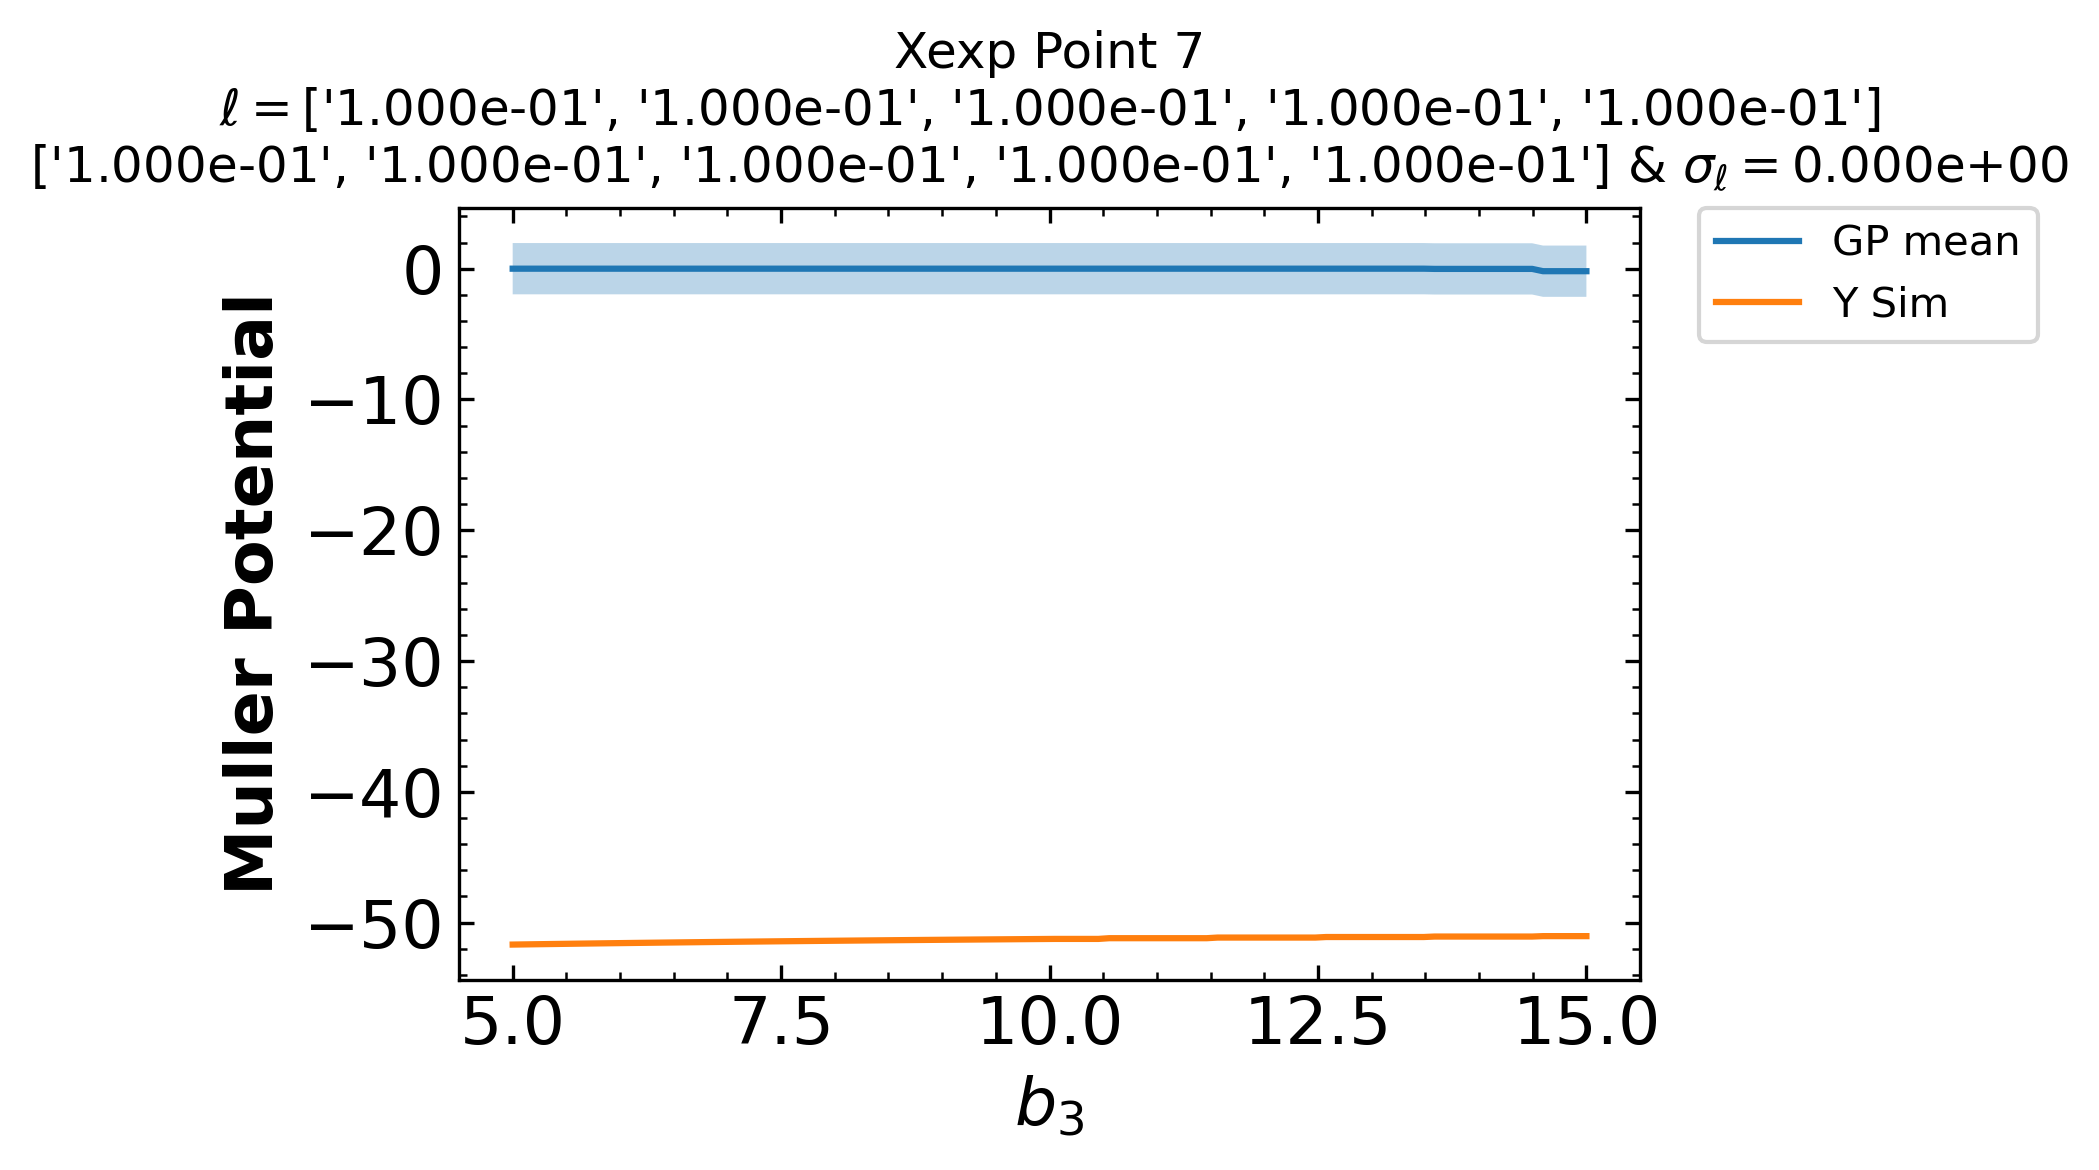 Xexp Point 7
ℓ = ['1.000e-01', '1.000e-01', '1.000e-01', '1.000e-01', '1.000e-01']
['1.000e-01', '1.000e-01', '1.000e-01', '1.000e-01', '1.000e-01'] & σℓ = 0.000e+00
GP mean
Y Sim
Muller Potential
0
−10
−20
−30
−40
−50
5.0 7.5 10.0 12.5 15.0
b₃